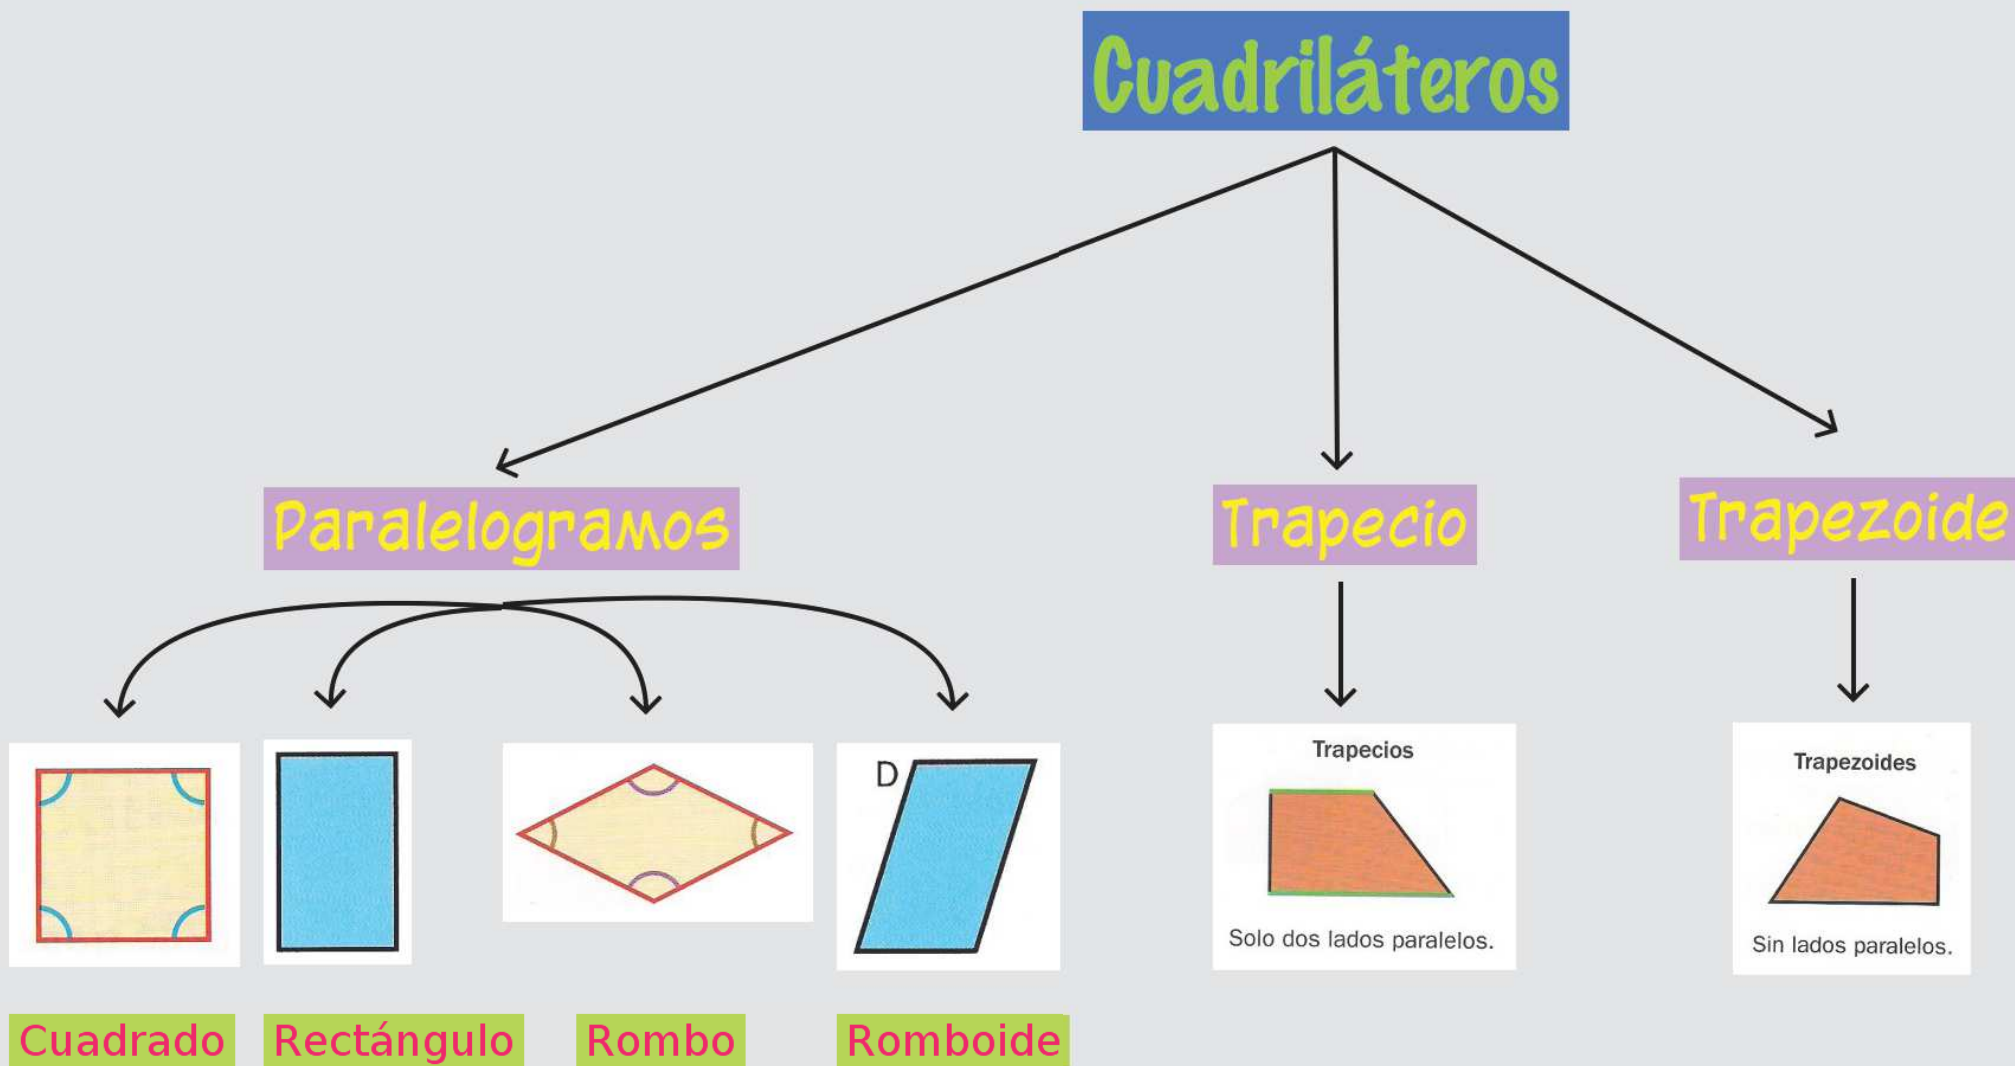 Cuadriláteros
Paralelogramos
Trapecio
Trapezoide
D
Trapecios
Solo dos lados paralelos.
Trapezoides
Sin lados paralelos.
Cuadrado
Rectángulo
Rombo
Romboide